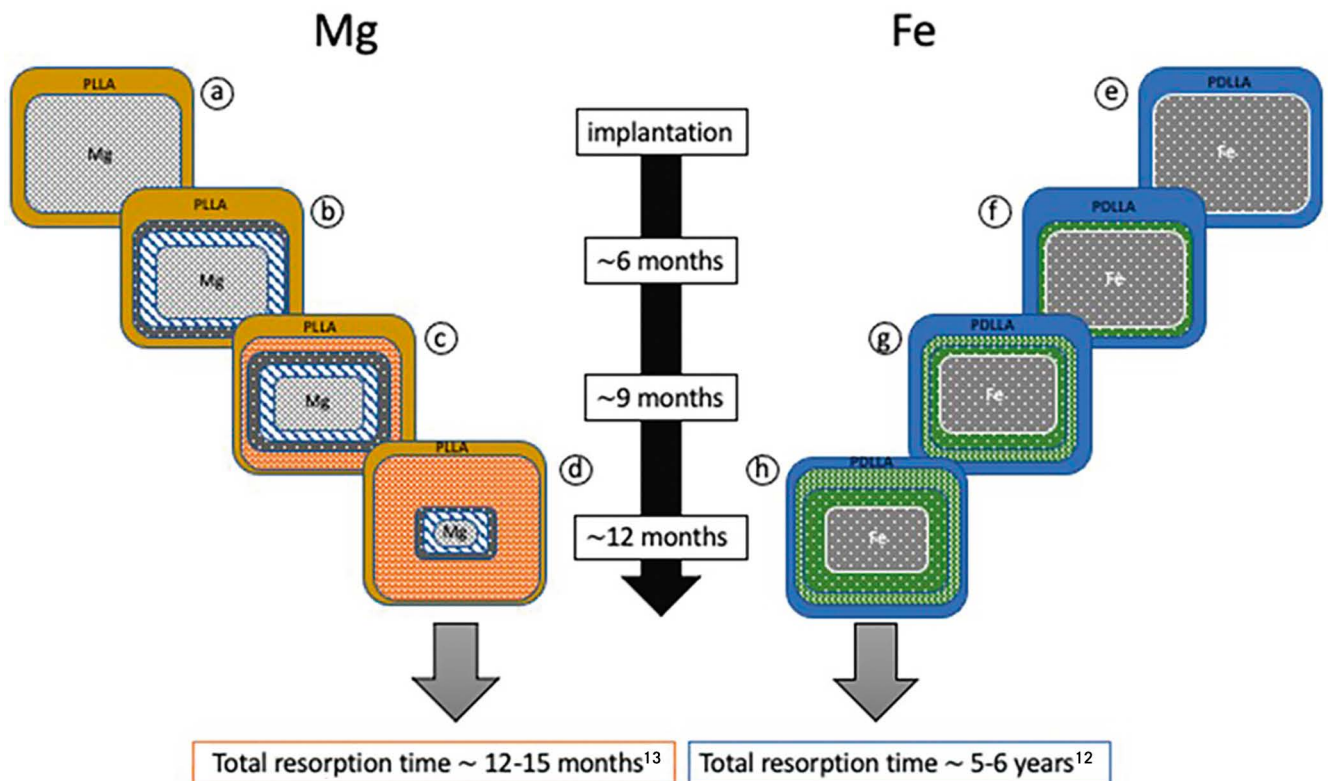 Mg
Fe
PLLA
ⓐ
Mg
implantation
ⓔ
PDLLA
Fe
PLLA
ⓑ
Mg
~6 months
ⓕ
PDLLA
Fe
PLLA
ⓒ
Mg
~9 months
ⓖ
PDLLA
Fe
PLLA
ⓓ
Mg
~12 months
ⓗ
PDLLA
Fe
Total resorption time ~ 12-15 months¹³
Total resorption time ~ 5-6 years¹²